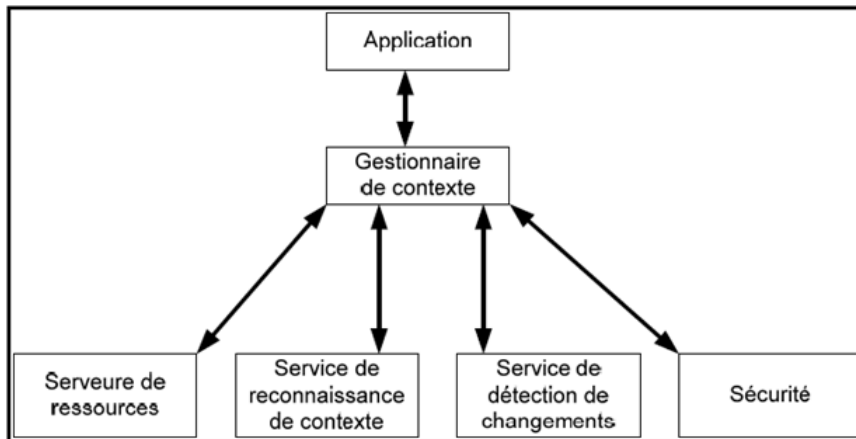 Application
Gestionnaire
de contexte
Serveure de
ressources
Service de
reconnaissance
de contexte
Service de
détection de
changements
Sécurité